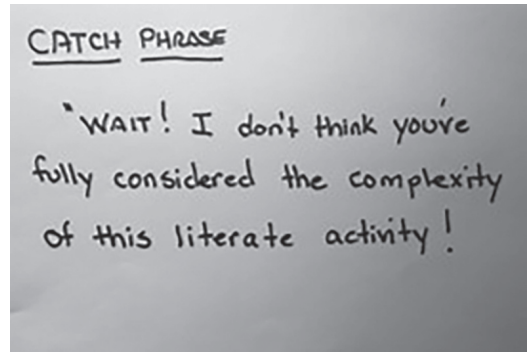 CATCH PHRASE
"WAIT! I don't think you've
fully considered the complexity
of this literate activity!